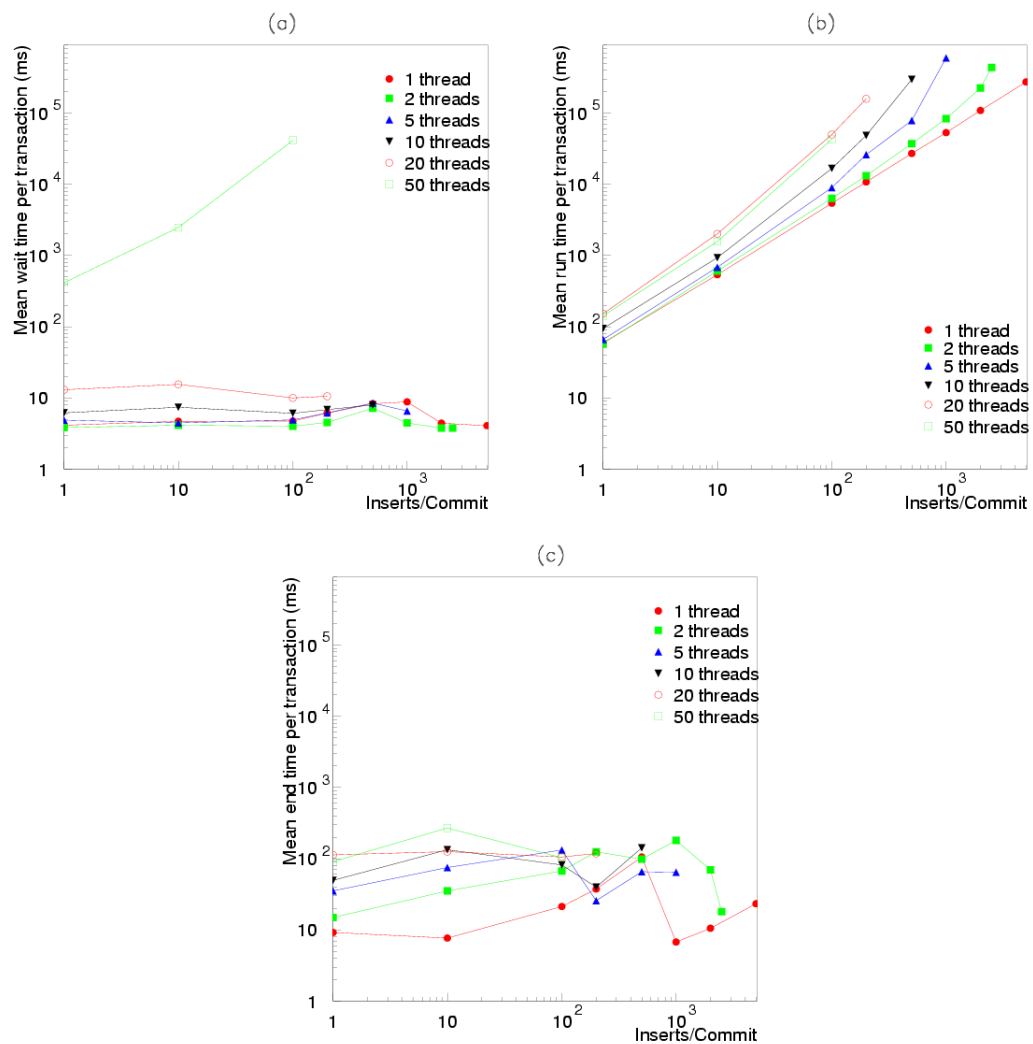 (a)
Mean wait time per transaction (ms)
1 thread
2 threads
5 threads
10 threads
20 threads
50 threads
10^5
10^4
10^3
10^2
10
1
1 10 10^2 10^3
Inserts/Commit
(b)
Mean run time per transaction (ms)
10^5
10^4
10^3
10^2
10
1
1 thread
2 threads
5 threads
10 threads
20 threads
50 threads
1 10 10^2 10^3
Inserts/Commit
(c)
Mean end time per transaction (ms)
1 thread
2 threads
5 threads
10 threads
20 threads
50 threads
10^5
10^4
10^3
10^2
10
1
1 10 10^2 10^3
Inserts/Commit